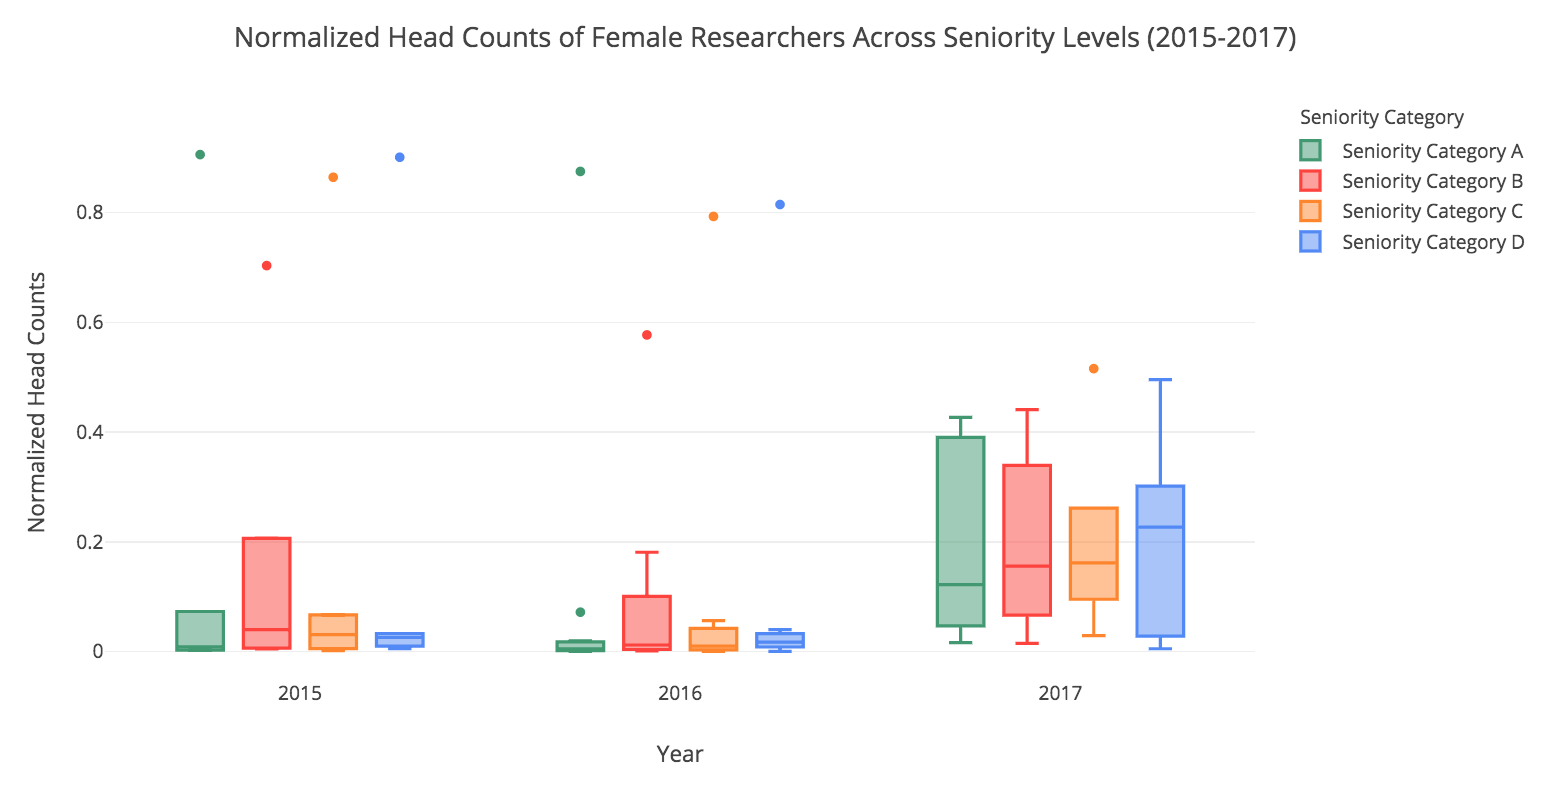 Normalized Head Counts of Female Researchers Across Seniority Levels (2015-2017)
Seniority Category
Seniority Category A
Seniority Category B
Seniority Category C
Seniority Category D
Normalized Head Counts
0.8
0.6
0.4
0.2
0
2015
2016
2017
Year